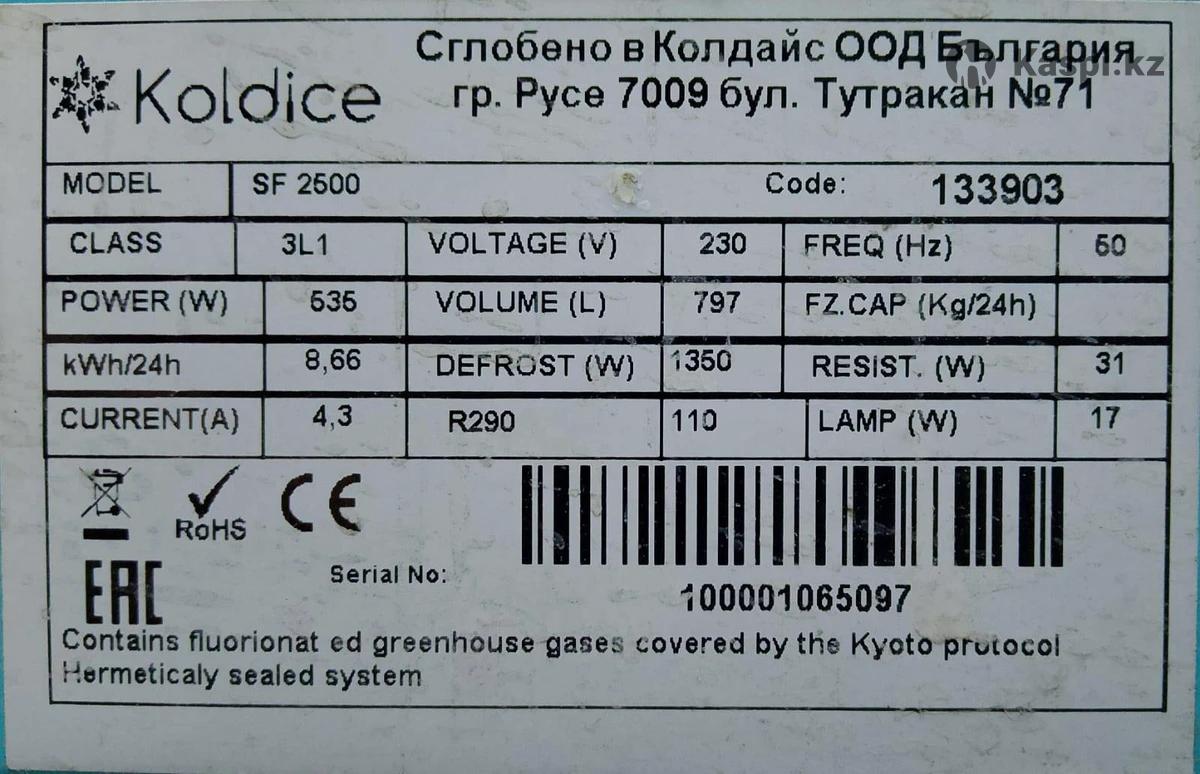 Koldice
Сглобено в Колдайс ООД България
гр. Русе 7009 бул. Тутракан №71
Kaspi.kz
MODEL SF 2500 Code: 133903
CLASS 3L1 VOLTAGE (V) 230 FREQ (Hz) 50
POWER (W) 535 VOLUME (L) 797 FZ.CAP (Kg/24h)
kWh/24h 8,66 DEFROST (W) 1350 RESIST. (W) 31
CURRENT(A) 4,3 R290 110 LAMP (W) 17
RoHS CE
EAC
Serial No:
100001065097
Contains fluorionat ed greenhouse gases covered by the Kyoto protocol
Hermeticaly sealed system